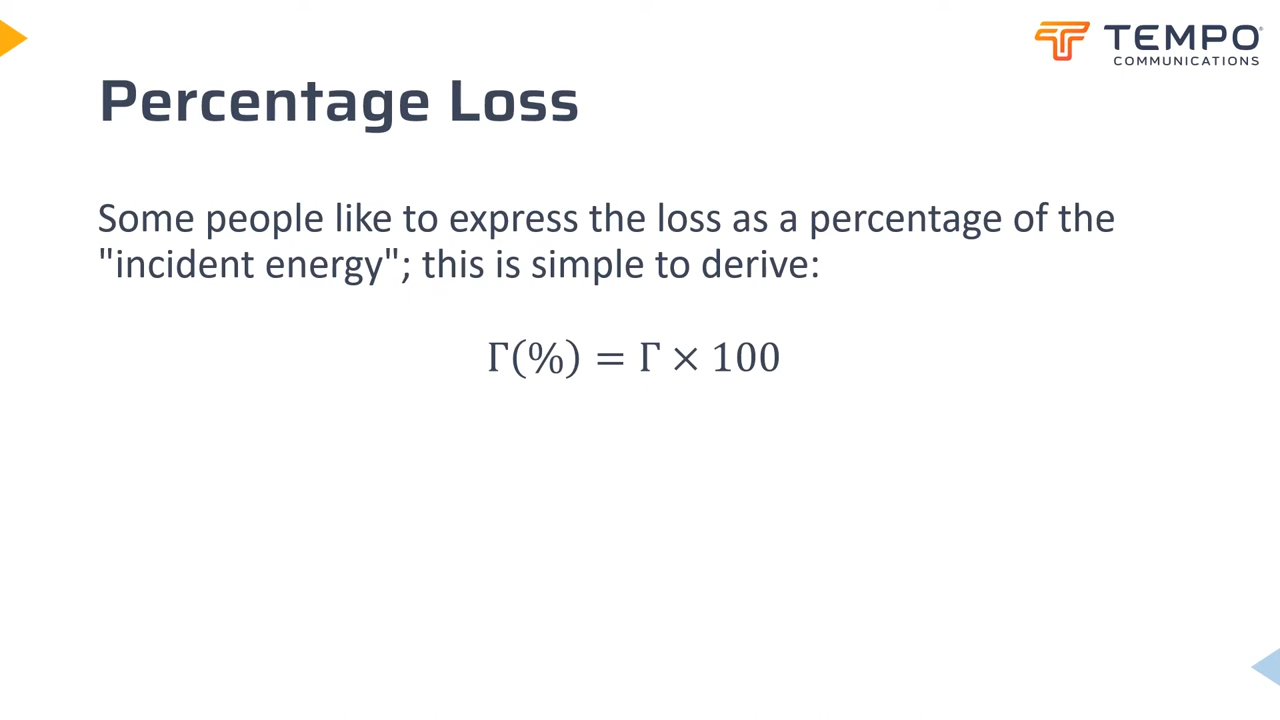 TEMPO
COMMUNICATIONS
Percentage Loss
Some people like to express the loss as a percentage of the
"incident energy"; this is simple to derive:
Γ(%) = Γ × 100